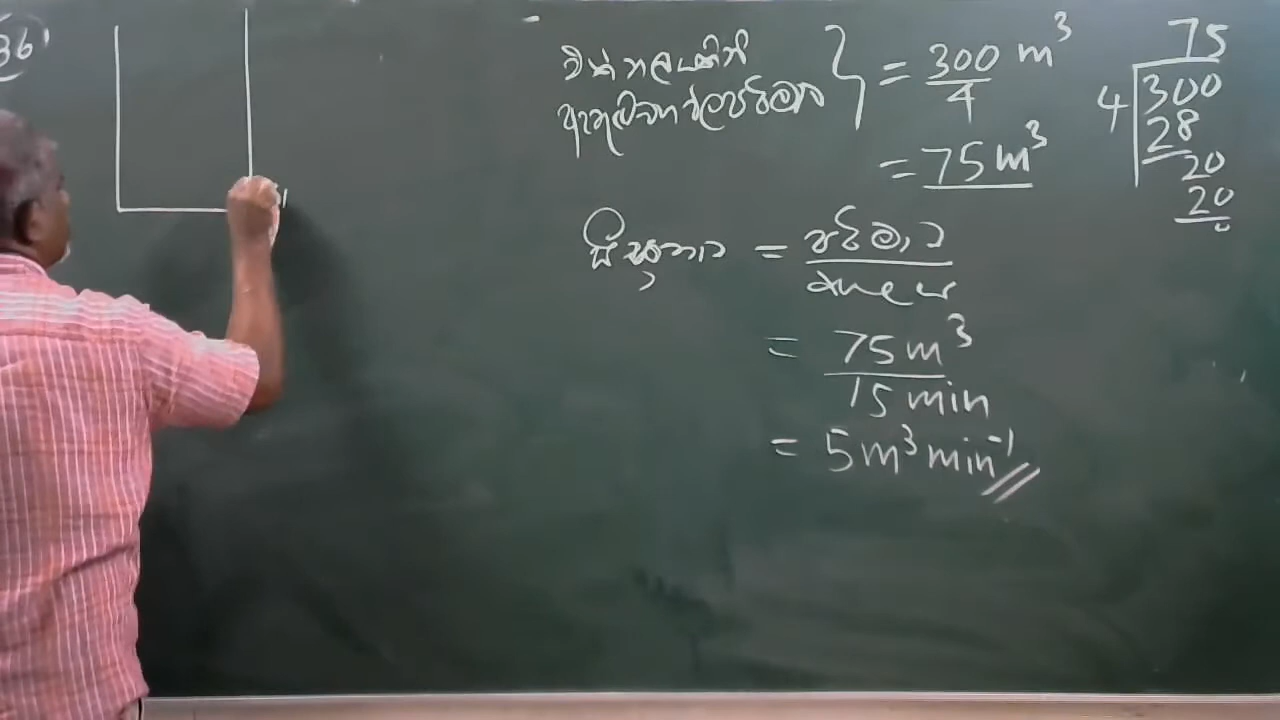 36
එක් නලයකින්
ඇතුළුවන ජල පරිමාව } = 300/4 m³
= 75 m³
75
4 300
28
20
20
0
සීඝ්‍රතාව = පරිමාව / කාලය
= 75 m³ / 15 min
= 5 m³ min⁻¹